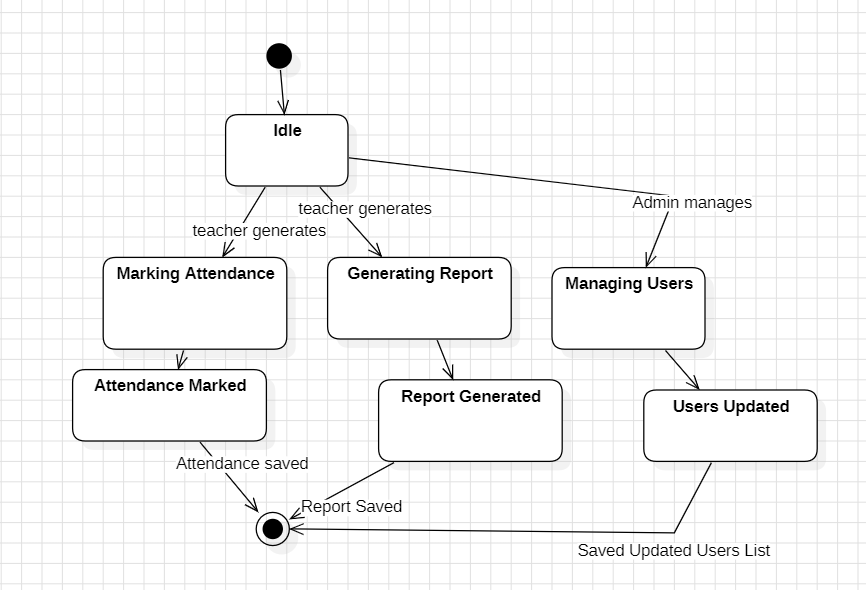 Idle
teacher generates
Admin manages
teacher generates
Marking Attendance
Generating Report
Managing Users
Attendance Marked
Report Generated
Users Updated
Attendance saved
Report Saved
Saved Updated Users List